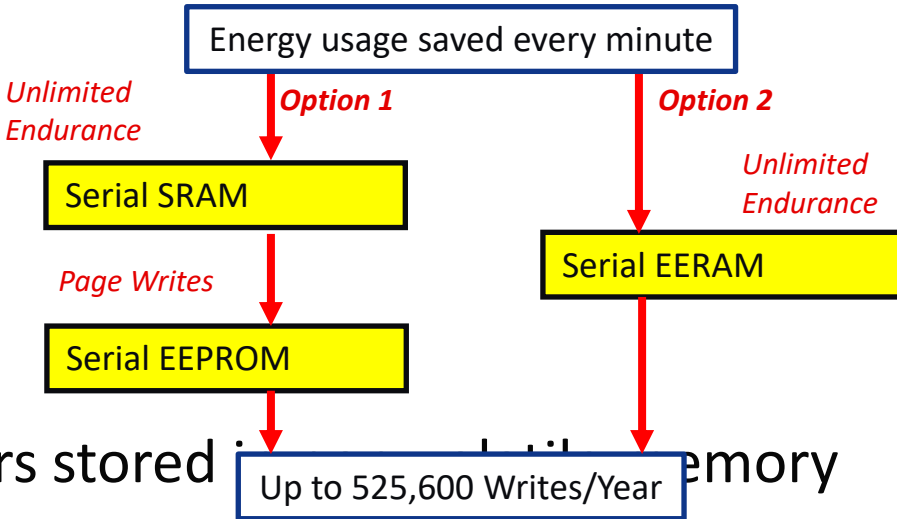 Energy usage saved every minute
Unlimited
Endurance
Option 1
Option 2
Serial SRAM
Unlimited
Endurance
Page Writes
Serial EERAM
Serial EEPROM
rs stored emory
Up to 525,600 Writes/Year